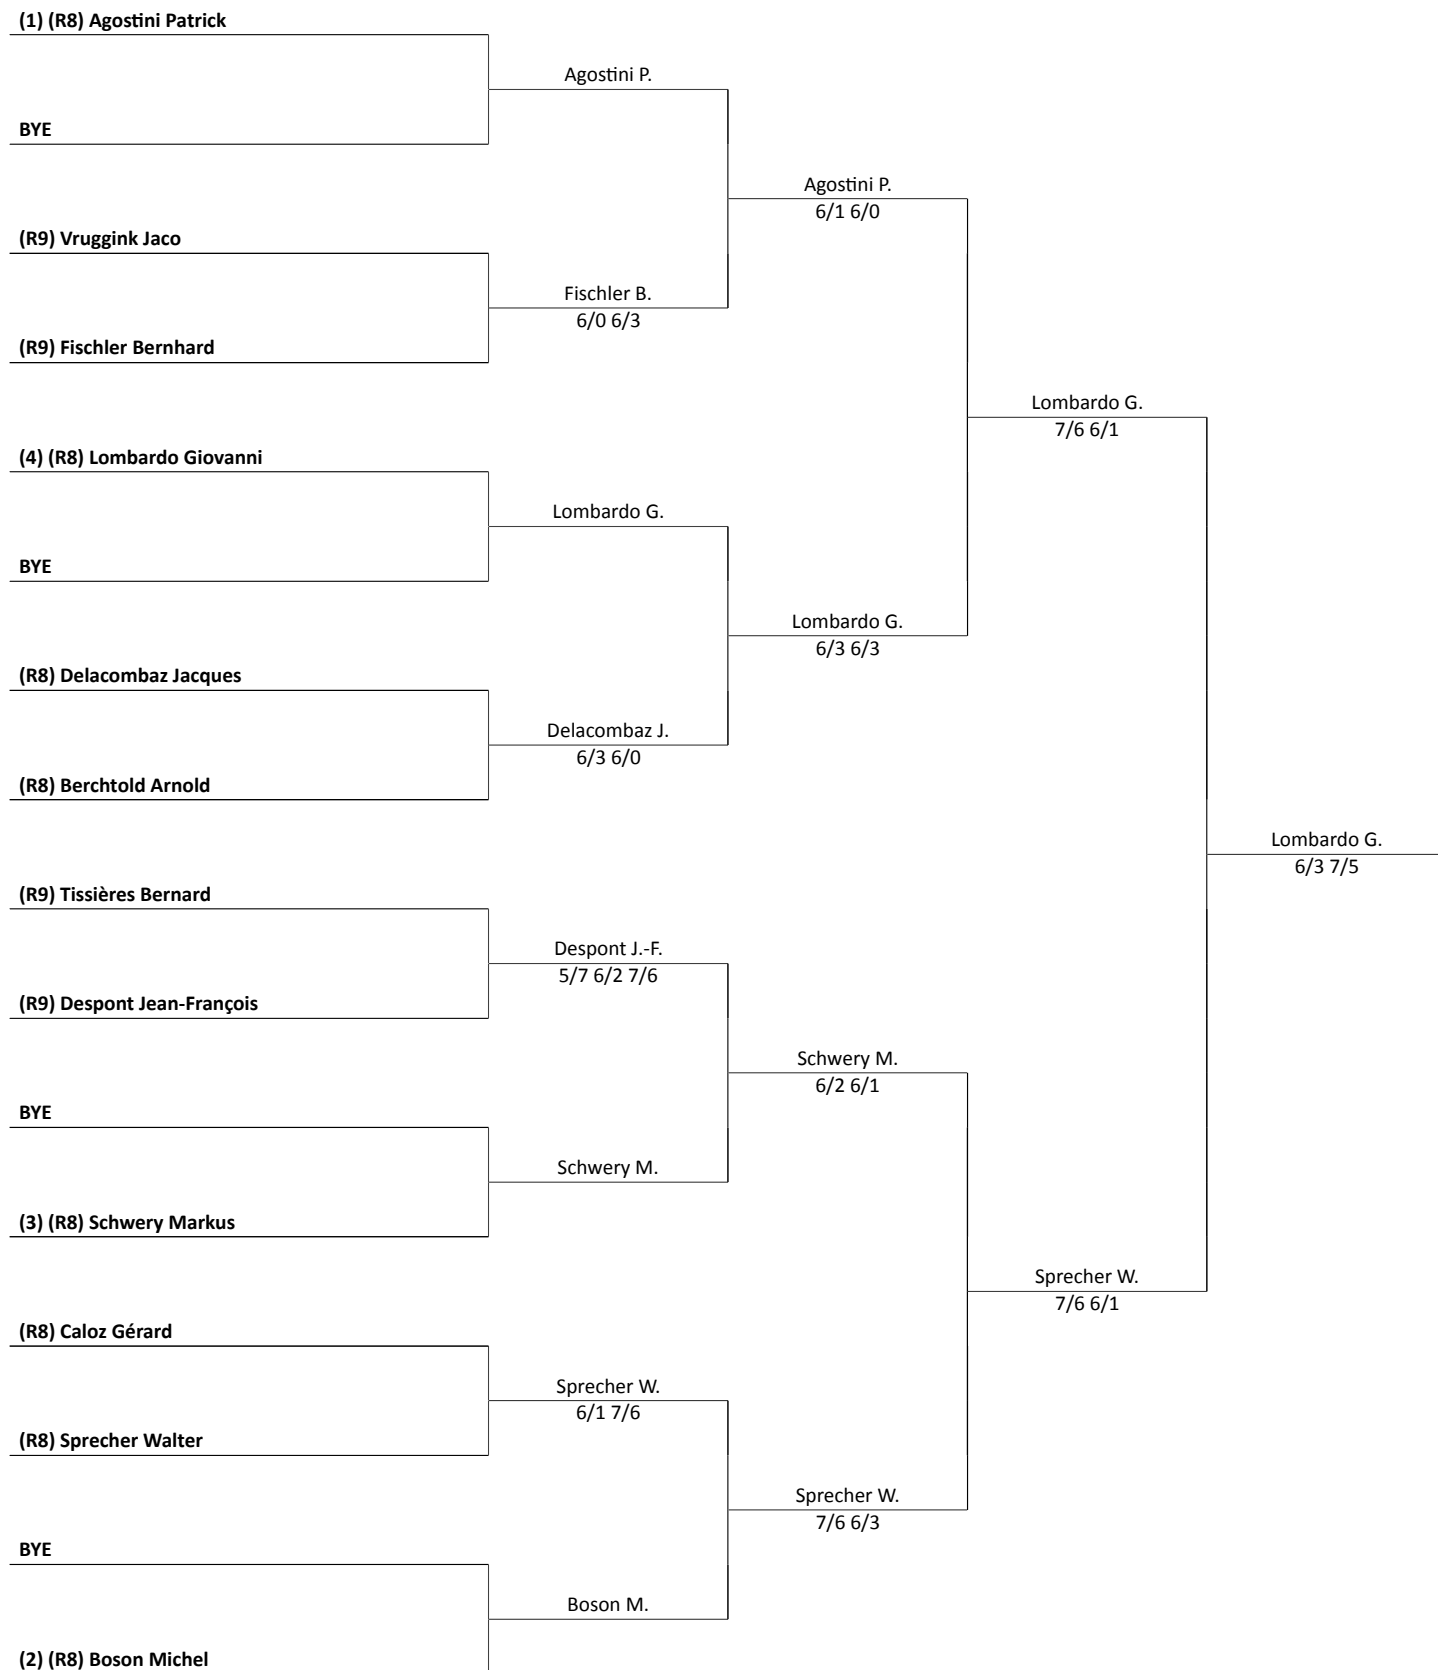 (1) (R8) Agostini Patrick
Agostini P.
BYE
Agostini P.
6/1 6/0
(R9) Vruggink Jaco
Fischler B.
6/0 6/3
(R9) Fischler Bernhard
Lombardo G.
7/6 6/1
(4) (R8) Lombardo Giovanni
Lombardo G.
BYE
Lombardo G.
6/3 6/3
(R8) Delacombaz Jacques
Delacombaz J.
6/3 6/0
(R8) Berchtold Arnold
Lombardo G.
6/3 7/5
(R9) Tissières Bernard
Despont J.-F.
5/7 6/2 7/6
(R9) Despont Jean-François
Schwery M.
6/2 6/1
BYE
Schwery M.
(3) (R8) Schwery Markus
Sprecher W.
7/6 6/1
(R8) Caloz Gérard
Sprecher W.
6/1 7/6
(R8) Sprecher Walter
Sprecher W.
7/6 6/3
BYE
Boson M.
(2) (R8) Boson Michel